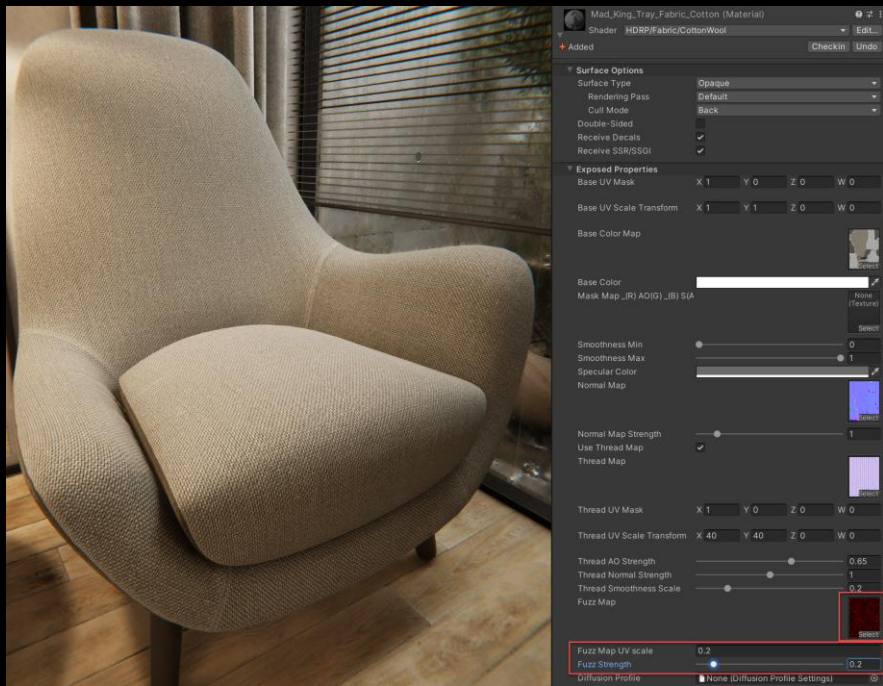 Mad_King_Tray_Fabric_Cotton (Material)
Shader HDRP/Fabric/CottonWool Edit...
+ Added Checkin Undo
Surface Options
Surface Type Opaque
Rendering Pass Default
Cull Mode Back
Double-Sided
Receive Decals
Receive SSR/SSGI
Exposed Properties
Base UV Mask X 1 Y 0 Z 0 W 0
Base UV Scale Transform X 1 Y 1 Z 0 W 0
Base Color Map
Select
Base Color
Mask Map _(R) AO(G) _(B) S(A
None
(Texture)
Select
Smoothness Min 0
Smoothness Max 1
Specular Color
Normal Map
Select
Normal Map Strength 1
Use Thread Map
Thread Map
Select
Thread UV Mask X 1 Y 0 Z 0 W 0
Thread UV Scale Transform X 40 Y 40 Z 0 W 0
Thread AO Strength 0.65
Thread Normal Strength 1
Thread Smoothness Scale 0.2
Fuzz Map
Select
Fuzz Map UV scale 0.2
Fuzz Strength 0.2
Diffusion Profile None (Diffusion Profile Settings)